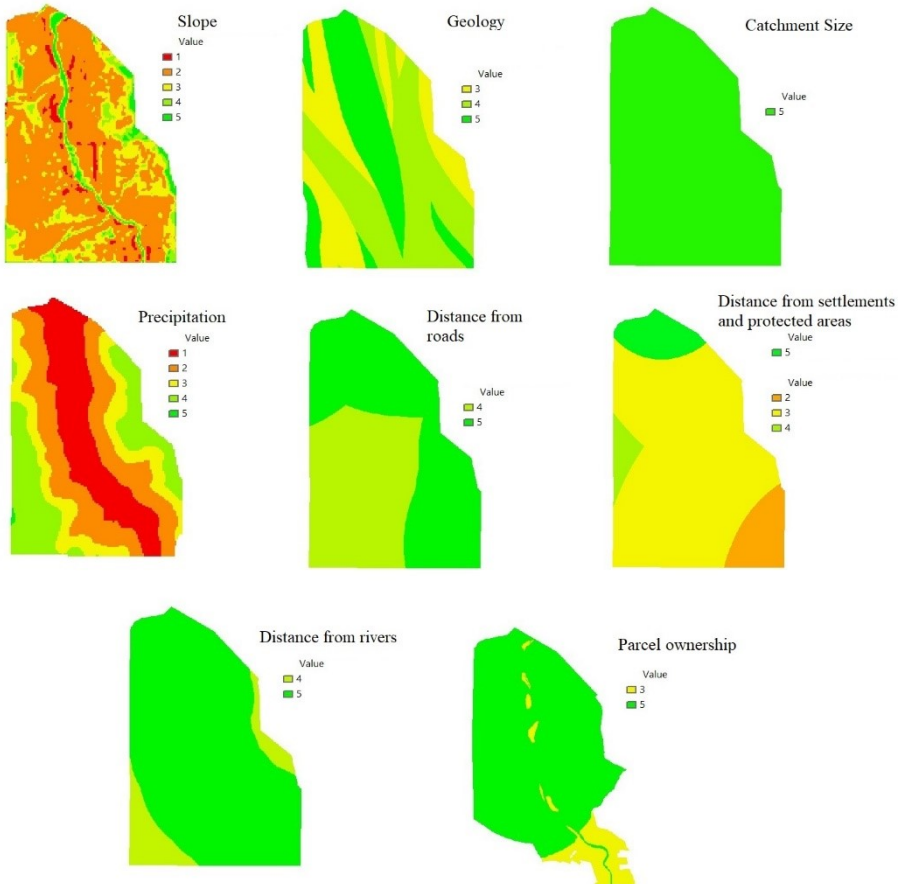 Slope
Value
1
2
3
4
5
Geology
Value
3
4
5
Catchment Size
Value
5
Precipitation
Value
1
2
3
4
5
Distance from
roads
Value
4
5
Distance from settlements
and protected areas
Value
5
Value
2
3
4
Distance from rivers
Value
4
5
Parcel ownership
Value
3
5